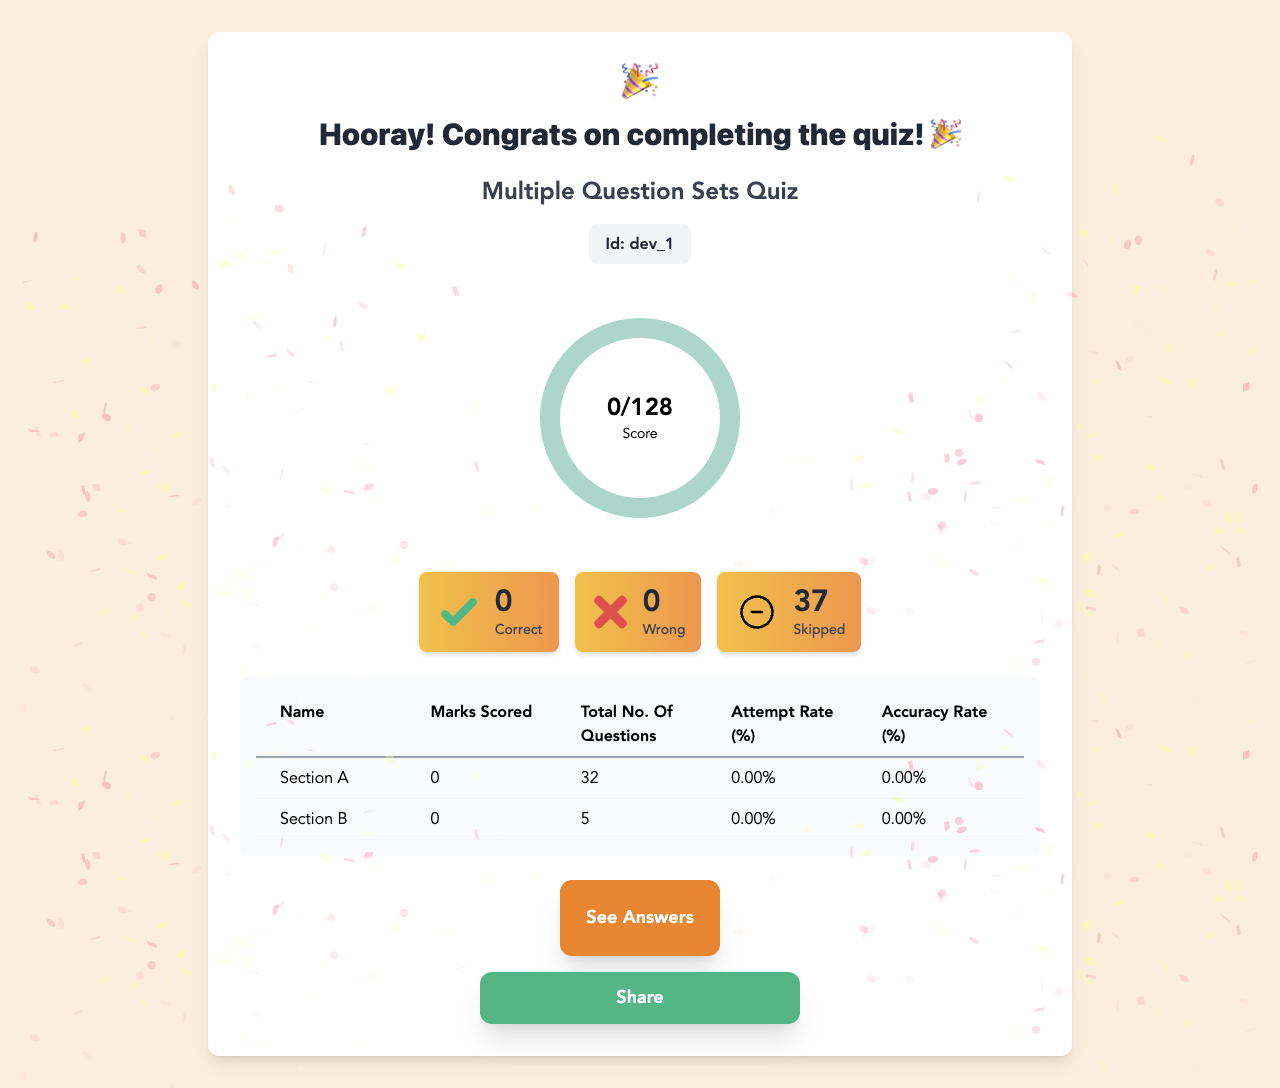 🎉
Hooray! Congrats on completing the quiz! 🎉
Multiple Question Sets Quiz
Id: dev_1
0/128
Score
0
Correct
0
Wrong
37
Skipped
Name Marks Scored Total No. Of Questions Attempt Rate (%) Accuracy Rate (%)
Section A 0 32 0.00% 0.00%
Section B 0 5 0.00% 0.00%
See Answers
Share